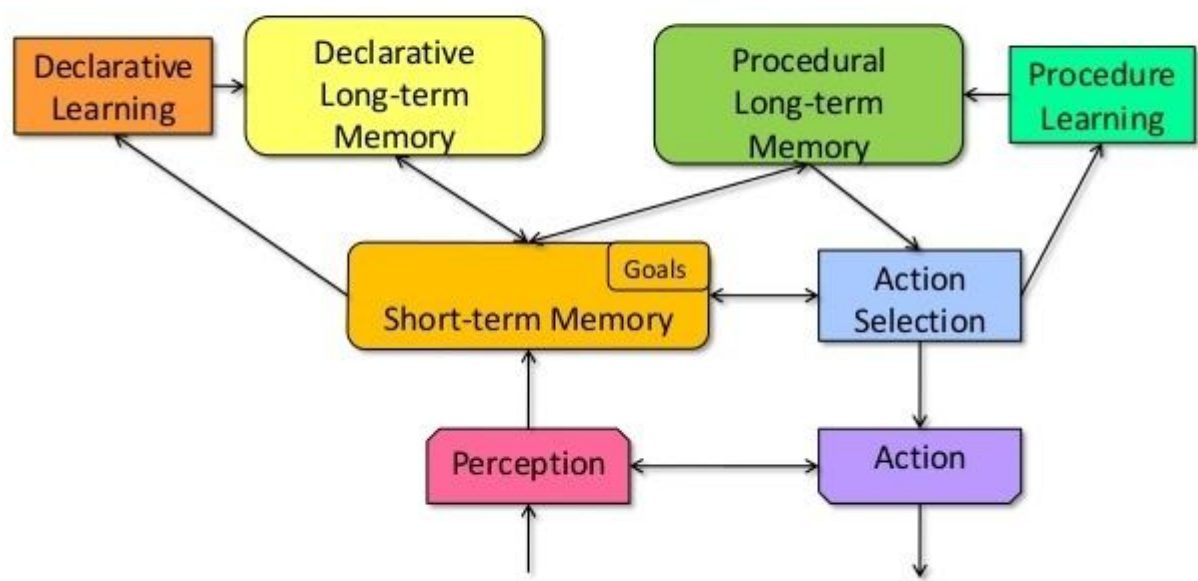 Declarative
Learning
Declarative
Long-term
Memory
Procedural
Long-term
Memory
Procedure
Learning
Goals
Short-term Memory
Action
Selection
Perception
Action